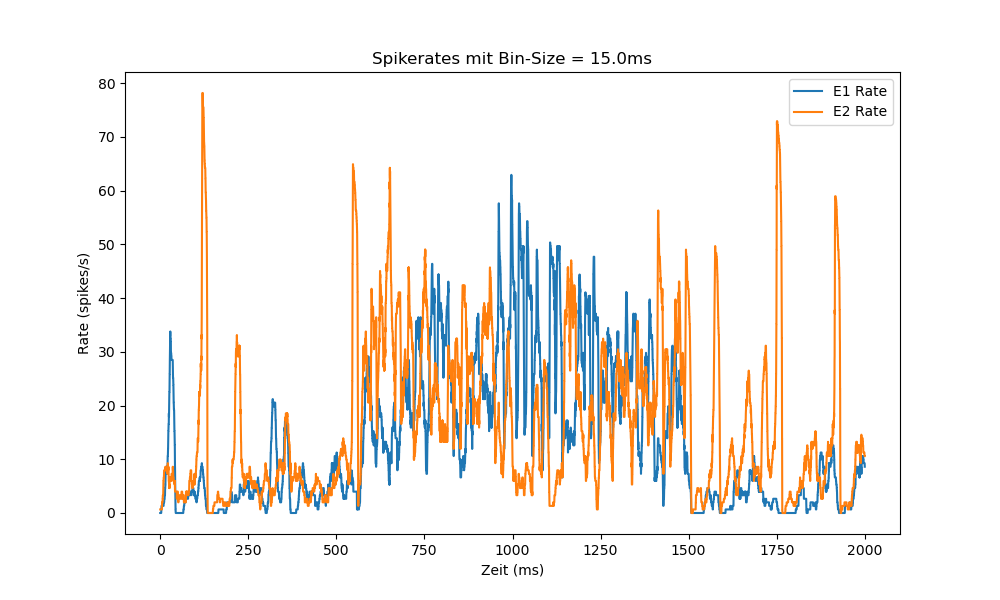 Spikerates mit Bin-Size = 15.0ms
E1 Rate
E2 Rate
Rate (spikes/s)
80
70
60
50
40
30
20
10
0
0 250 500 750 1000 1250 1500 1750 2000
Zeit (ms)